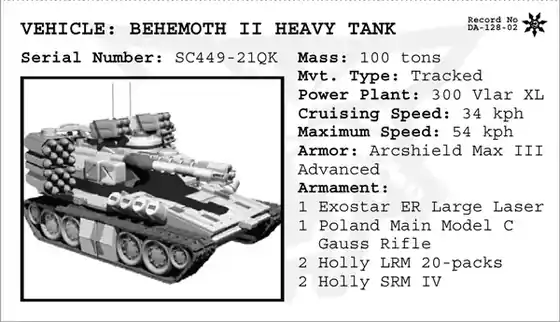 VEHICLE: BEHEMOTH II HEAVY TANK
Record No
DA-128-02
Serial Number: SC449-21QK
Mass: 100 tons
Mvt. Type: Tracked
Power Plant: 300 Vlar XL
Cruising Speed: 34 kph
Maximum Speed: 54 kph
Armor: Arcshield Max III
Advanced
Armament:
1 Exostar ER Large Laser
1 Poland Main Model C
Gauss Rifle
2 Holly LRM 20-packs
2 Holly SRM IV